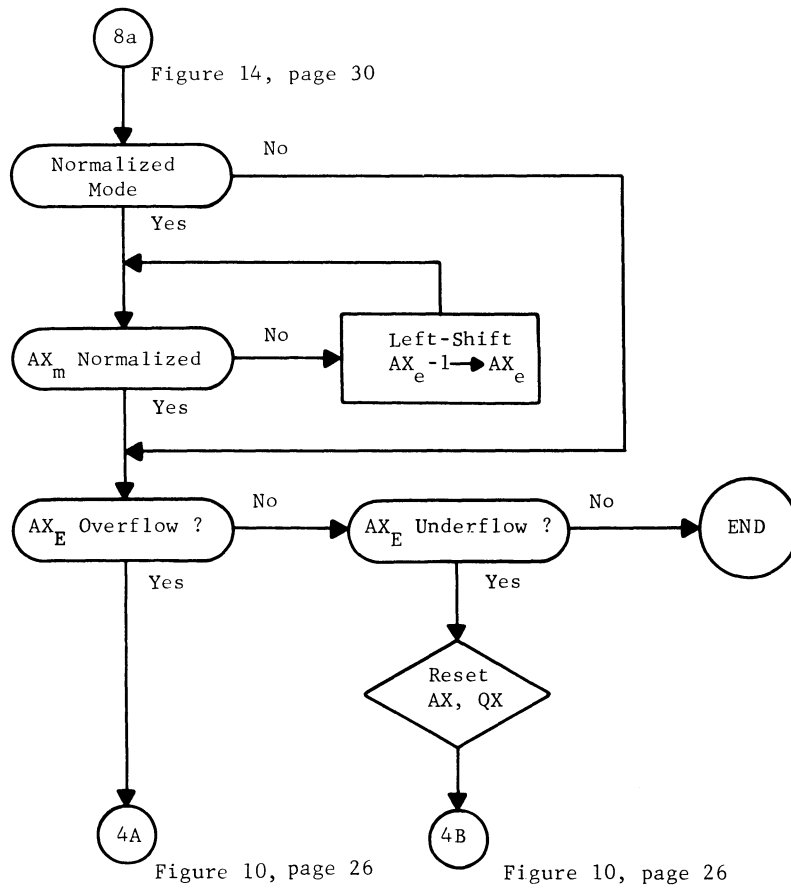 8a
Figure 14, page 30
Normalized
Mode
No
Yes
AXm Normalized
No
Left-Shift
AXe -1 → AXe
Yes
AXE Overflow ?
No
AXE Underflow ?
No
END
Yes
Yes
Reset
AX, QX
4A
Figure 10, page 26
4B
Figure 10, page 26